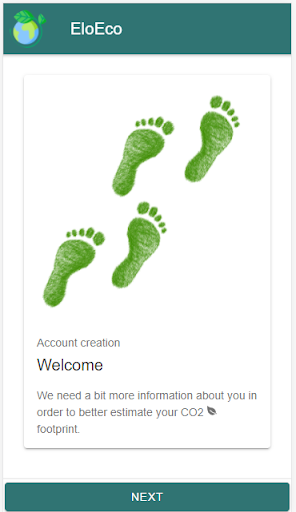 EloEco
Account creation
Welcome
We need a bit more information about you in
order to better estimate your CO2
footprint.
NEXT